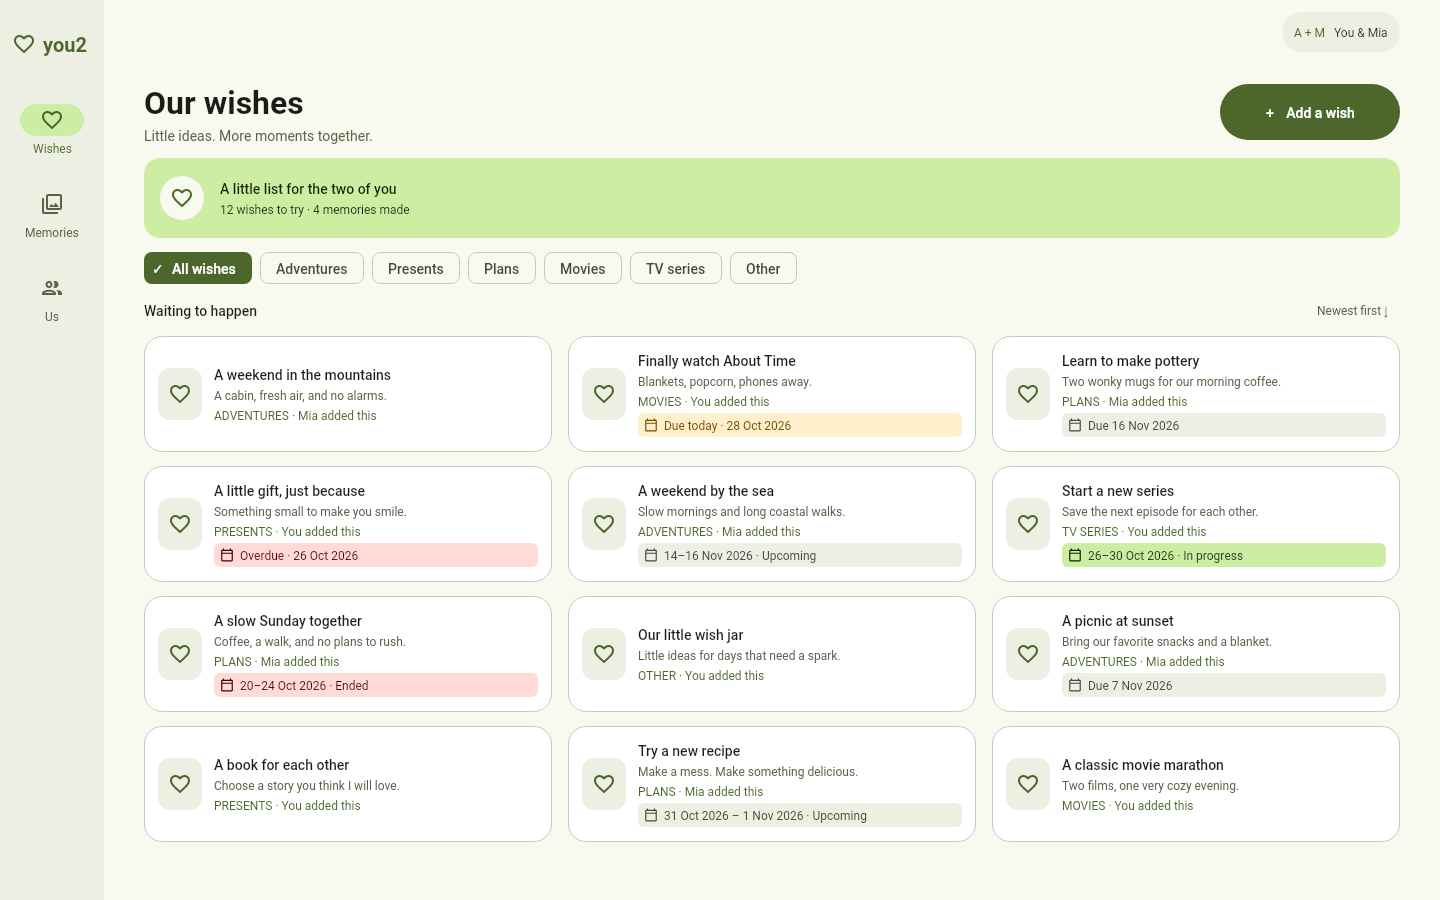 you2
A + M You & Mia
Wishes
Memories
Us
Our wishes
Little ideas. More moments together.
+ Add a wish
A little list for the two of you
12 wishes to try · 4 memories made
✓ All wishes
Adventures
Presents
Plans
Movies
TV series
Other
Waiting to happen
Newest first ↓
A weekend in the mountains
A cabin, fresh air, and no alarms.
ADVENTURES · Mia added this
Finally watch About Time
Blankets, popcorn, phones away.
MOVIES · You added this
Due today · 28 Oct 2026
Learn to make pottery
Two wonky mugs for our morning coffee.
PLANS · Mia added this
Due 16 Nov 2026
A little gift, just because
Something small to make you smile.
PRESENTS · You added this
Overdue · 26 Oct 2026
A weekend by the sea
Slow mornings and long coastal walks.
ADVENTURES · Mia added this
14–16 Nov 2026 · Upcoming
Start a new series
Save the next episode for each other.
TV SERIES · You added this
26–30 Oct 2026 · In progress
A slow Sunday together
Coffee, a walk, and no plans to rush.
PLANS · Mia added this
20–24 Oct 2026 · Ended
Our little wish jar
Little ideas for days that need a spark.
OTHER · You added this
A picnic at sunset
Bring our favorite snacks and a blanket.
ADVENTURES · Mia added this
Due 7 Nov 2026
A book for each other
Choose a story you think I will love.
PRESENTS · You added this
Try a new recipe
Make a mess. Make something delicious.
PLANS · Mia added this
31 Oct 2026 – 1 Nov 2026 · Upcoming
A classic movie marathon
Two films, one very cozy evening.
MOVIES · You added this